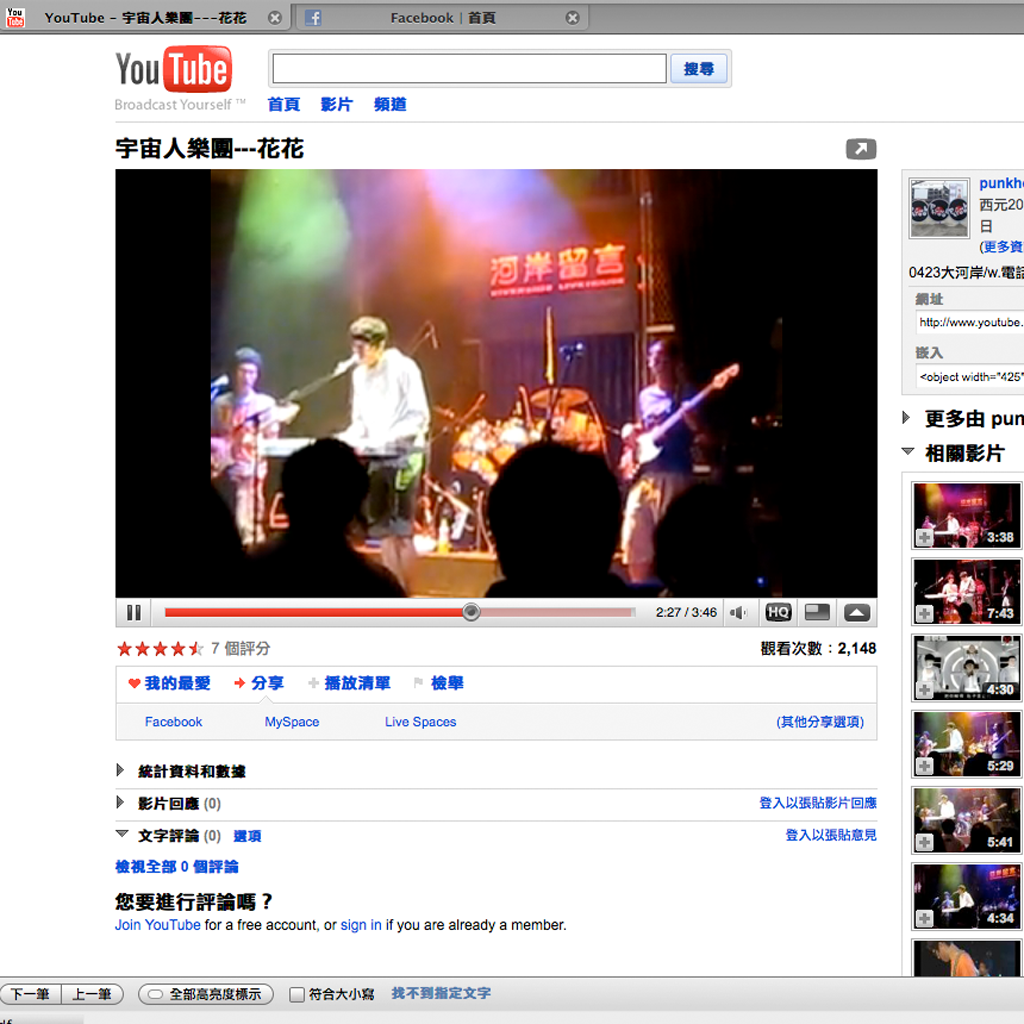 You Tube
YouTube - 宇宙人樂團---花花
Facebook | 首頁
You Tube
Broadcast Yourself ™
搜尋
首頁 影片 頻道
宇宙人樂團---花花
河岸留言
RIVERSIDE LIVEHOUSE
2:27 / 3:46
HQ
7 個評分
觀看次數：2,148
我的最愛 分享 播放清單 檢舉
Facebook MySpace Live Spaces (其他分享選項)
統計資料和數據
影片回應 (0) 登入以張貼影片回應
文字評論 (0) 選項 登入以張貼意見
檢視全部 0 個評論
您要進行評論嗎？
Join YouTube for a free account, or sign in if you are already a member.
西元20
日
(更多資
0423大河岸/w.電
網址
http://www.youtube.
嵌入
<object width="425"
更多由
相關影片
3:38
7:43
4:30
5:29
5:41
4:34
下一筆 上一筆 全部高亮度標示 符合大小寫 找不到指定文字